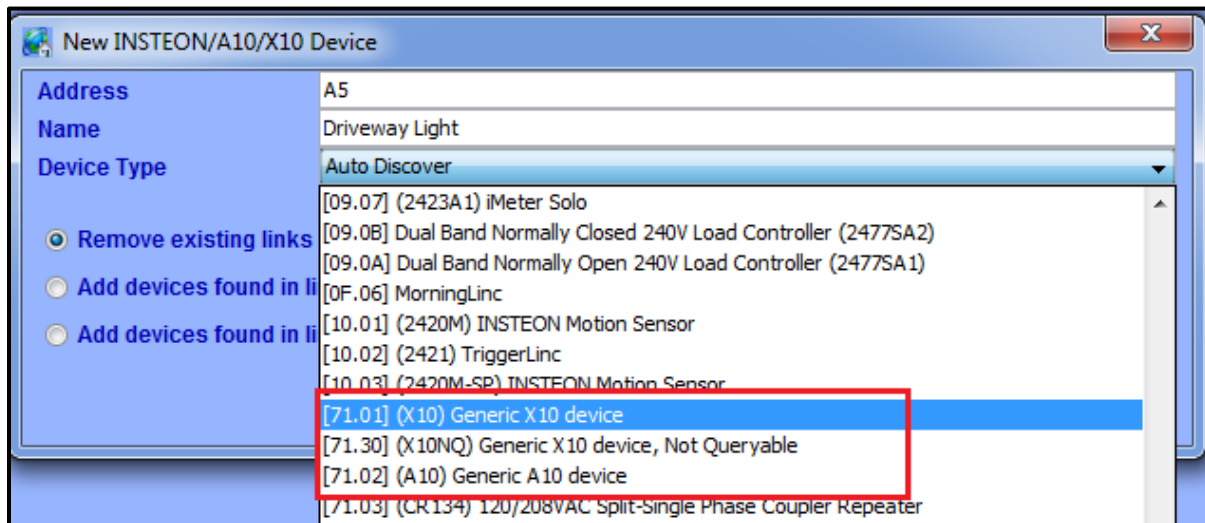 New INSTEON/A10/X10 Device
Address A5
Name Driveway Light
Device Type Auto Discover
[09.07] (2423A1) iMeter Solo
Remove existing links [09.0B] Dual Band Normally Closed 240V Load Controller (2477SA2)
[09.0A] Dual Band Normally Open 240V Load Controller (2477SA1)
Add devices found in li [0F.06] MorningLinc
[10.01] (2420M) INSTEON Motion Sensor
Add devices found in li [10.02] (2421) TriggerLinc
[10.03] (2420M-SP) INSTEON Motion Sensor
[71.01] (X10) Generic X10 device
[71.30] (X10NQ) Generic X10 device, Not Queryable
[71.02] (A10) Generic A10 device
[71.03] (CR134) 120/208VAC Split-Single Phase Coupler Repeater